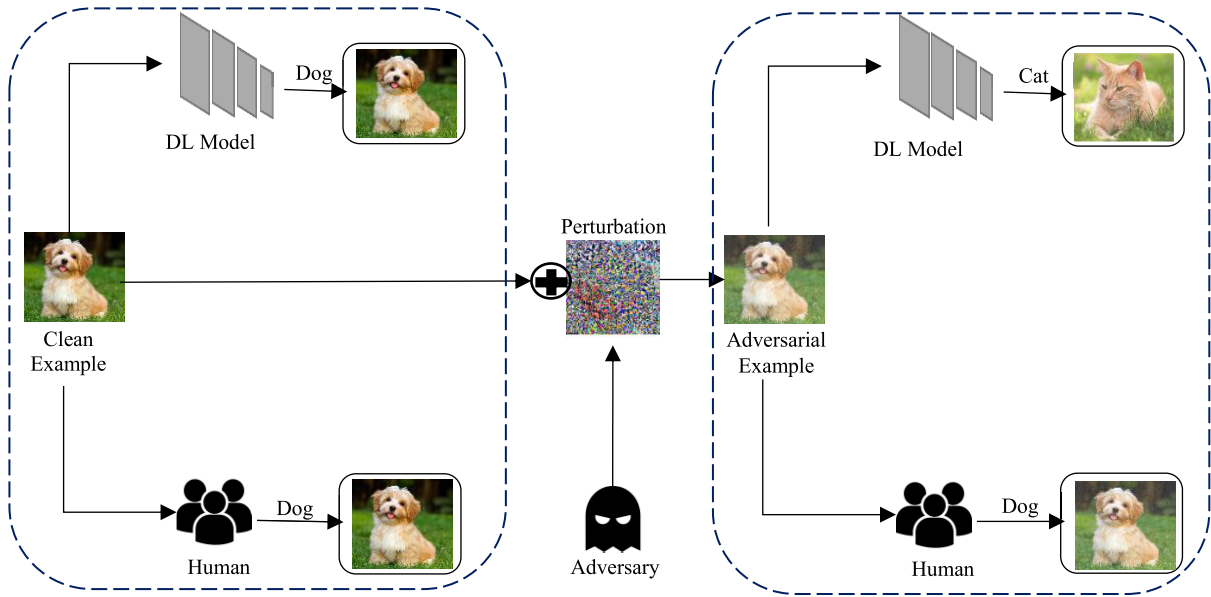 Dog
DL Model
Clean
Example
Dog
Human
Perturbation
Adversary
Cat
DL Model
Adversarial
Example
Dog
Human